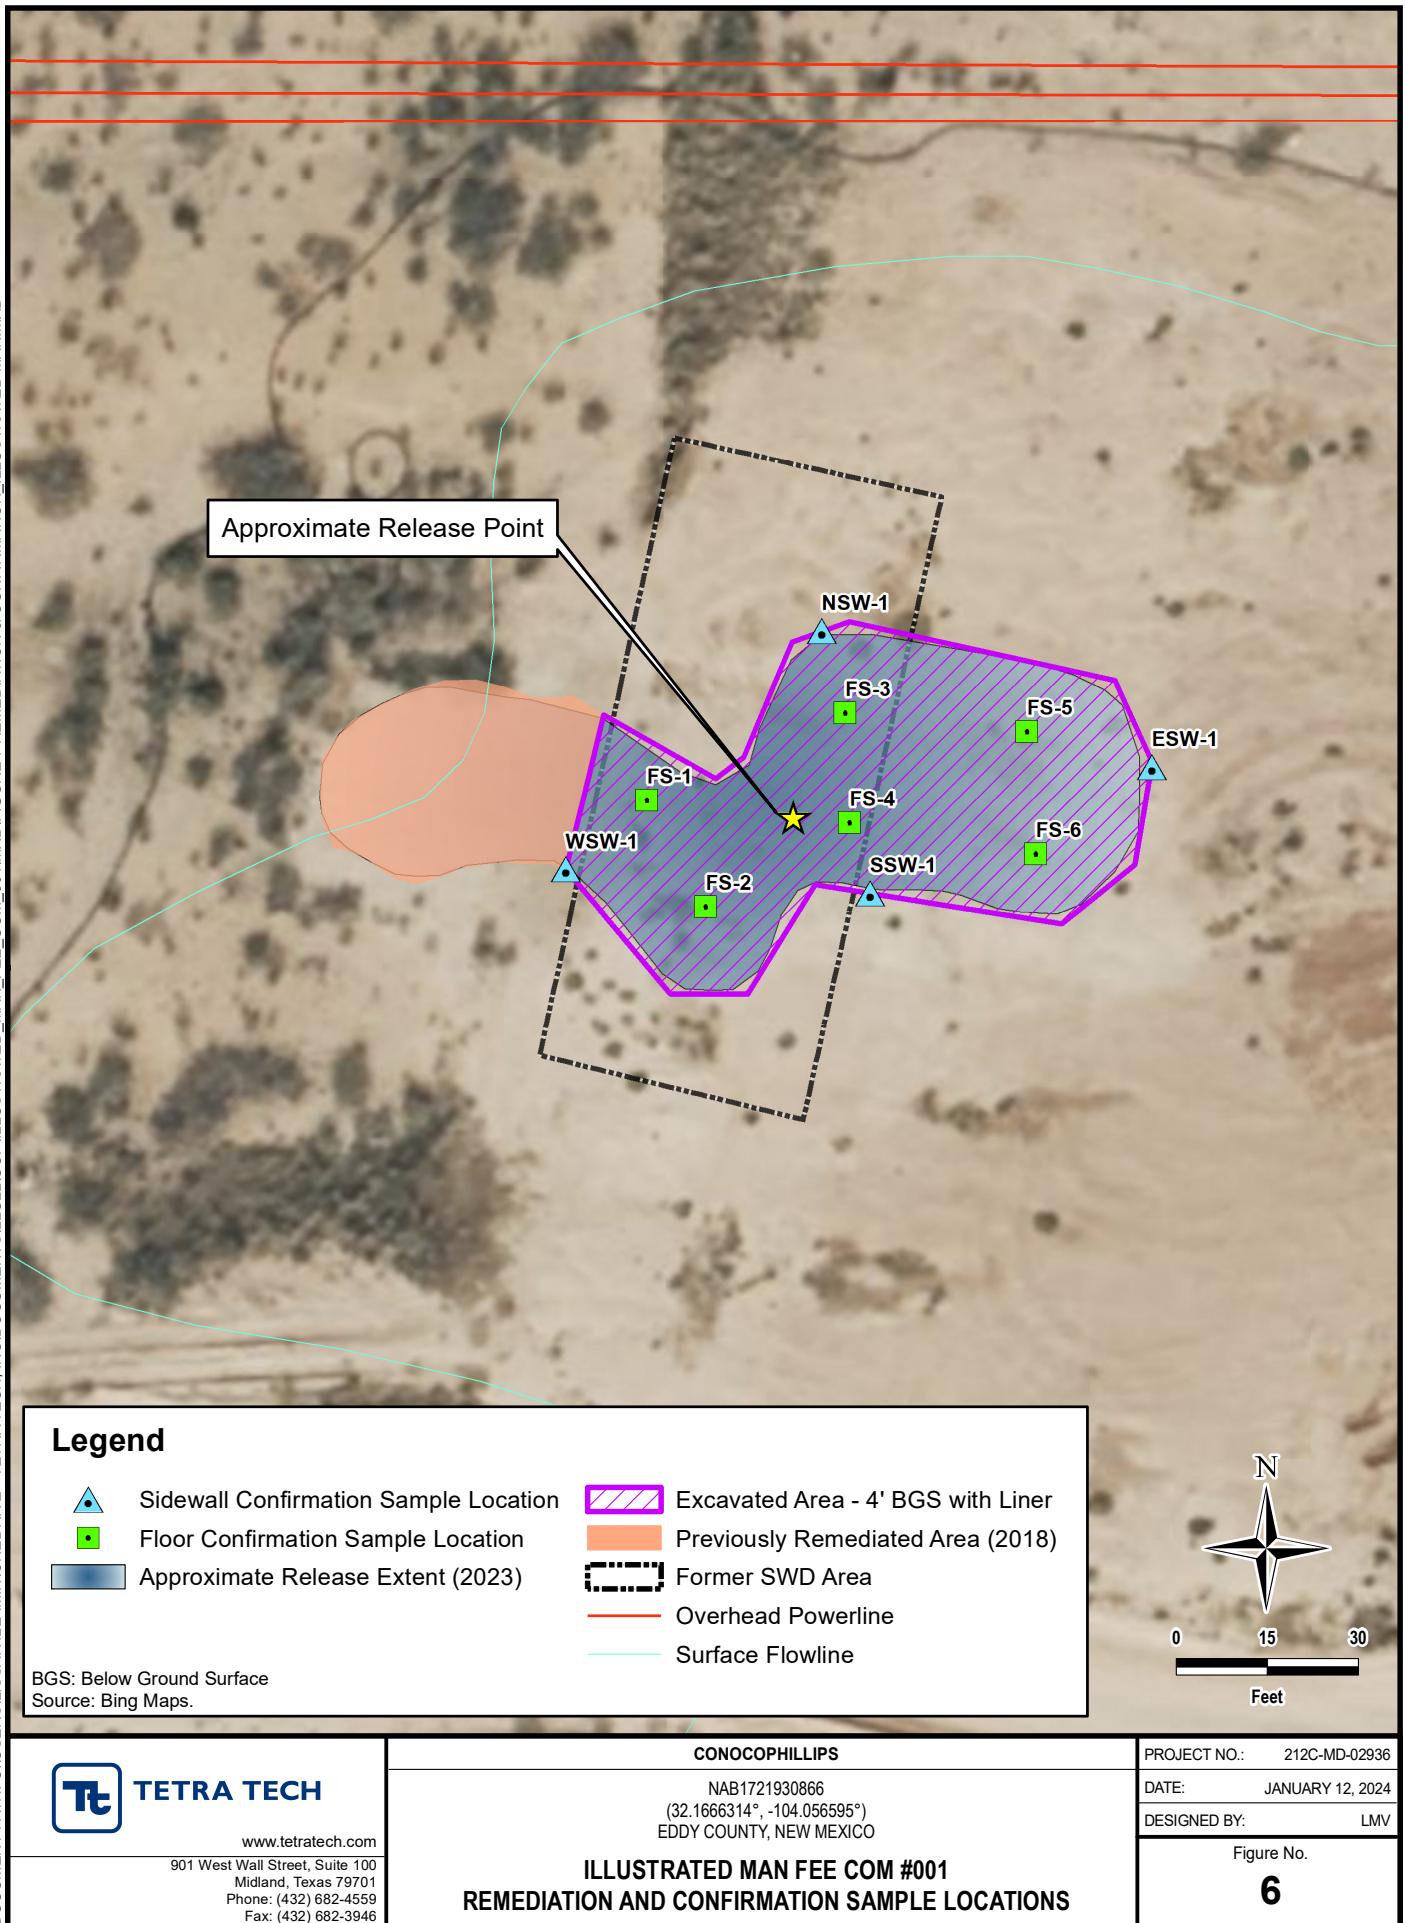 Approximate Release Point
NSW-1
FS-3
FS-5
ESW-1
FS-1
FS-4
WSW-1
FS-6
SSW-1
FS-2
Legend
Sidewall Confirmation Sample Location
Floor Confirmation Sample Location
Approximate Release Extent (2023)
Excavated Area - 4' BGS with Liner
Previously Remediated Area (2018)
Former SWD Area
Overhead Powerline
Surface Flowline
BGS: Below Ground Surface
Source: Bing Maps.
N
0 15 30
Feet
Tt TETRA TECH
www.tetratech.com
901 West Wall Street, Suite 100
Midland, Texas 79701
Phone: (432) 682-4559
Fax: (432) 682-3946
CONOCOPHILLIPS
NAB1721930866
(32.1666314°, -104.056595°)
EDDY COUNTY, NEW MEXICO
ILLUSTRATED MAN FEE COM #001
REMEDIATION AND CONFIRMATION SAMPLE LOCATIONS
PROJECT NO.: 212C-MD-02936
DATE: JANUARY 12, 2024
DESIGNED BY: LMV
Figure No.
6